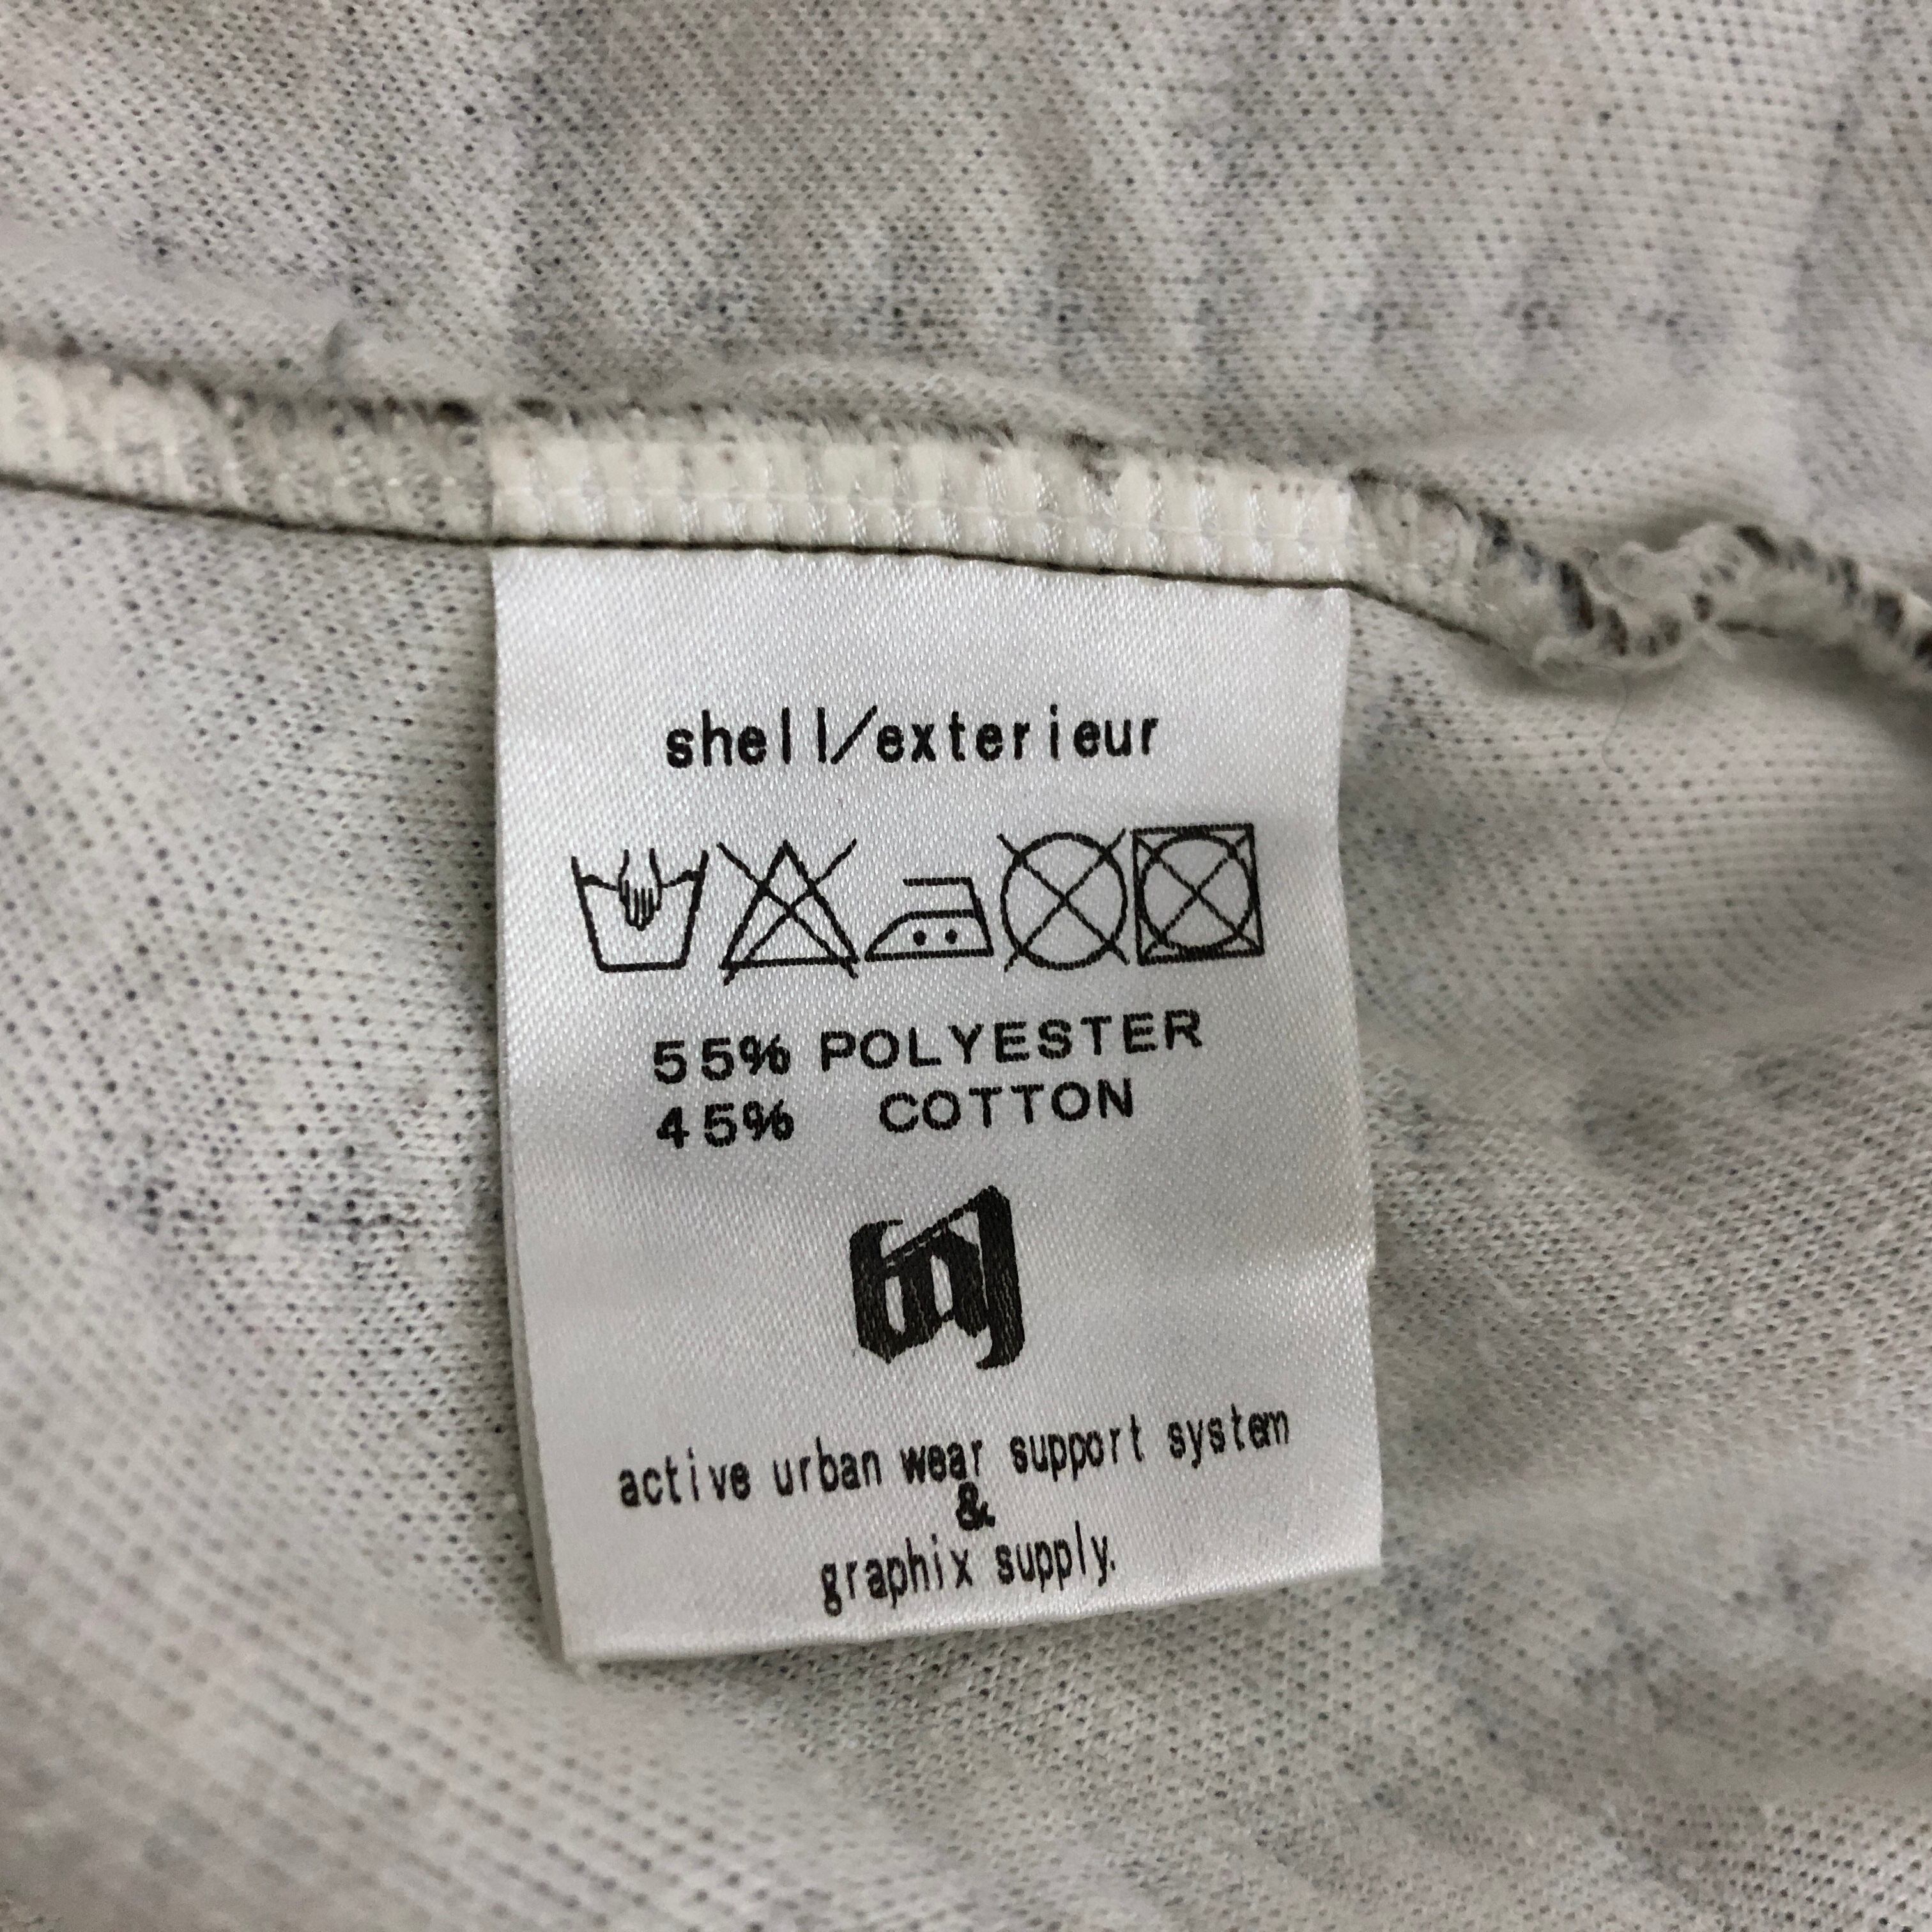 shell/exterieur
55% POLYESTER
45% COTTON
active urban wear support system
&
graphix supply.